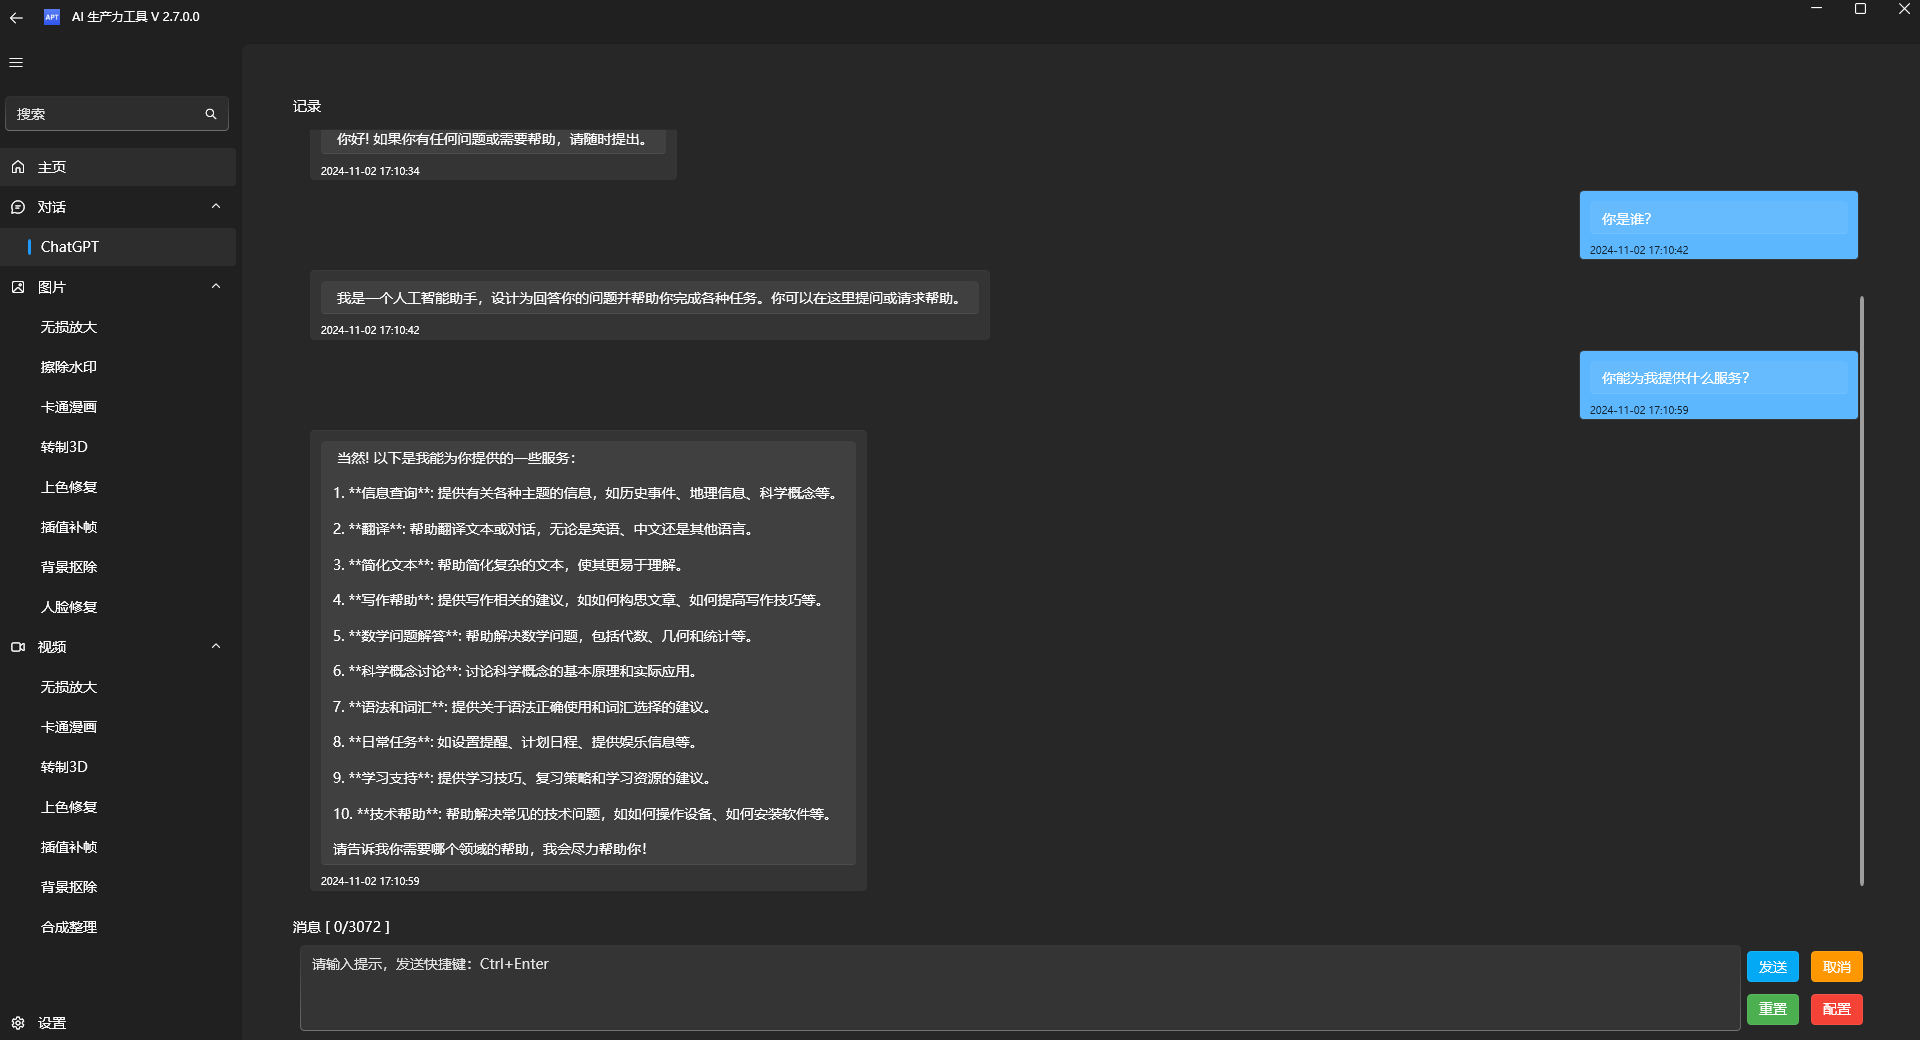 APT AI 生产力工具 V 2.7.0.0
搜索
主页
对话
ChatGPT
图片
无损放大
擦除水印
卡通漫画
转制3D
上色修复
插值补帧
背景抠除
人脸修复
视频
无损放大
卡通漫画
转制3D
上色修复
插值补帧
背景抠除
合成整理
设置
记录
你好! 如果你有任何问题或需要帮助，请随时提出。
2024-11-02 17:10:34
你是谁？
2024-11-02 17:10:42
我是一个人工智能助手，设计为回答你的问题并帮助你完成各种任务。你可以在这里提问或请求帮助。
2024-11-02 17:10:42
你能为我提供什么服务？
2024-11-02 17:10:59
当然! 以下是我能为你提供的一些服务：
1. **信息查询**: 提供有关各种主题的信息，如历史事件、地理信息、科学概念等。
2. **翻译**: 帮助翻译文本或对话，无论是英语、中文还是其他语言。
3. **简化文本**: 帮助简化复杂的文本，使其更易于理解。
4. **写作帮助**: 提供写作相关的建议，如如何构思文章、如何提高写作技巧等。
5. **数学问题解答**: 帮助解决数学问题，包括代数、几何和统计等。
6. **科学概念讨论**: 讨论科学概念的基本原理和实际应用。
7. **语法和词汇**: 提供关于语法正确使用和词汇选择的建议。
8. **日常任务**: 如设置提醒、计划日程、提供娱乐信息等。
9. **学习支持**: 提供学习技巧、复习策略和学习资源的建议。
10. **技术帮助**: 帮助解决常见的技术问题，如如何操作设备、如何安装软件等。
请告诉我你需要哪个领域的帮助，我会尽力帮助你！
2024-11-02 17:10:59
消息 [ 0/3072 ]
请输入提示，发送快捷键：Ctrl+Enter
发送
取消
重置
配置